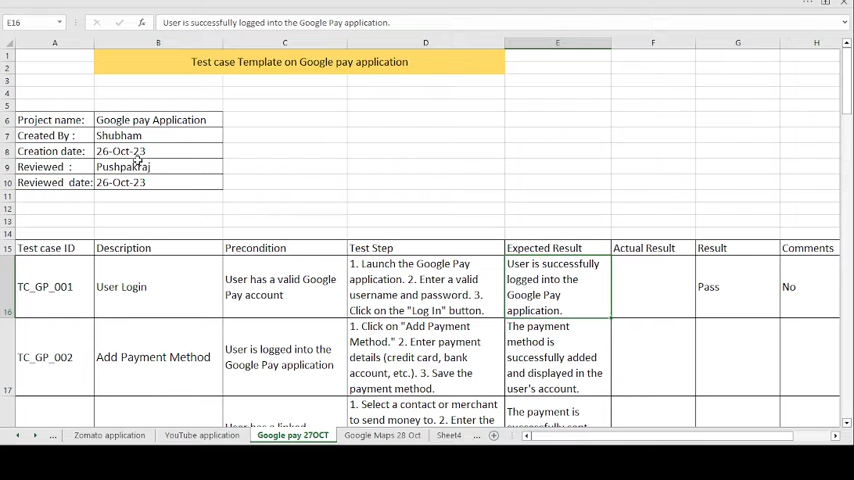 E16 User is successfully logged into the Google Pay application.
A B C D E F G H
1 Test case Template on Google pay application
2
3
4
5
6 Project name: Google pay Application
7 Created By : Shubham
8 Creation date: 26-Oct-23
9 Reviewed : Pushpakraj
10 Reviewed date: 26-Oct-23
11
12
13
14
15 Test case ID Description Precondition Test Step Expected Result Actual Result Result Comments
16 TC_GP_001 User Login
User has a valid Google
Pay account
1. Launch the Google Pay
application. 2. Enter a valid
username and password. 3.
Click on the "Log In" button.
User is successfully
logged into the
Google Pay
application.
Pass No
17 TC_GP_002 Add Payment Method
User is logged into the
Google Pay application
1. Click on "Add Payment
Method." 2. Enter payment
details (credit card, bank
account, etc.). 3. Save the
payment method.
The payment
method is
successfully added
and displayed in the
user's account.
User has a linked
1. Select a contact or merchant
to send money to. 2. Enter the
The payment is
successfully sent
... Zomato application YouTube application Google pay 27OCT Google Maps 28 Oct Sheet4 ...